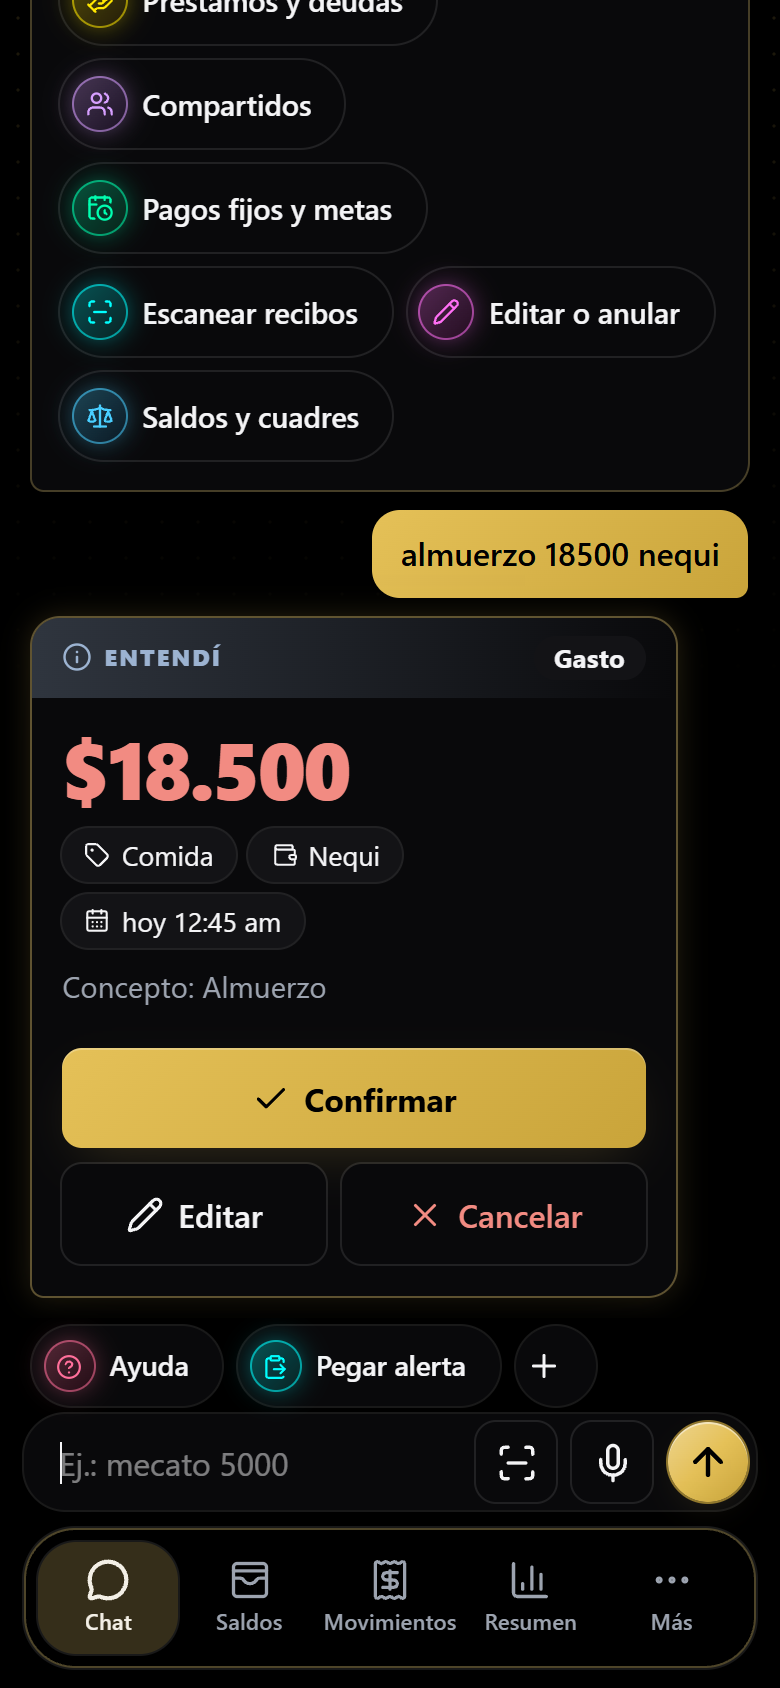 Préstamos y deudas
Compartidos
Pagos fijos y metas
Escanear recibos
Editar o anular
Saldos y cuadres
almuerzo 18500 nequi
ENTENDÍ
Gasto
$18.500
Comida
Nequi
hoy 12:45 am
Concepto: Almuerzo
Confirmar
Editar
Cancelar
Ayuda
Pegar alerta
Ej.: mecato 5000
Chat
Saldos
Movimientos
Resumen
Más